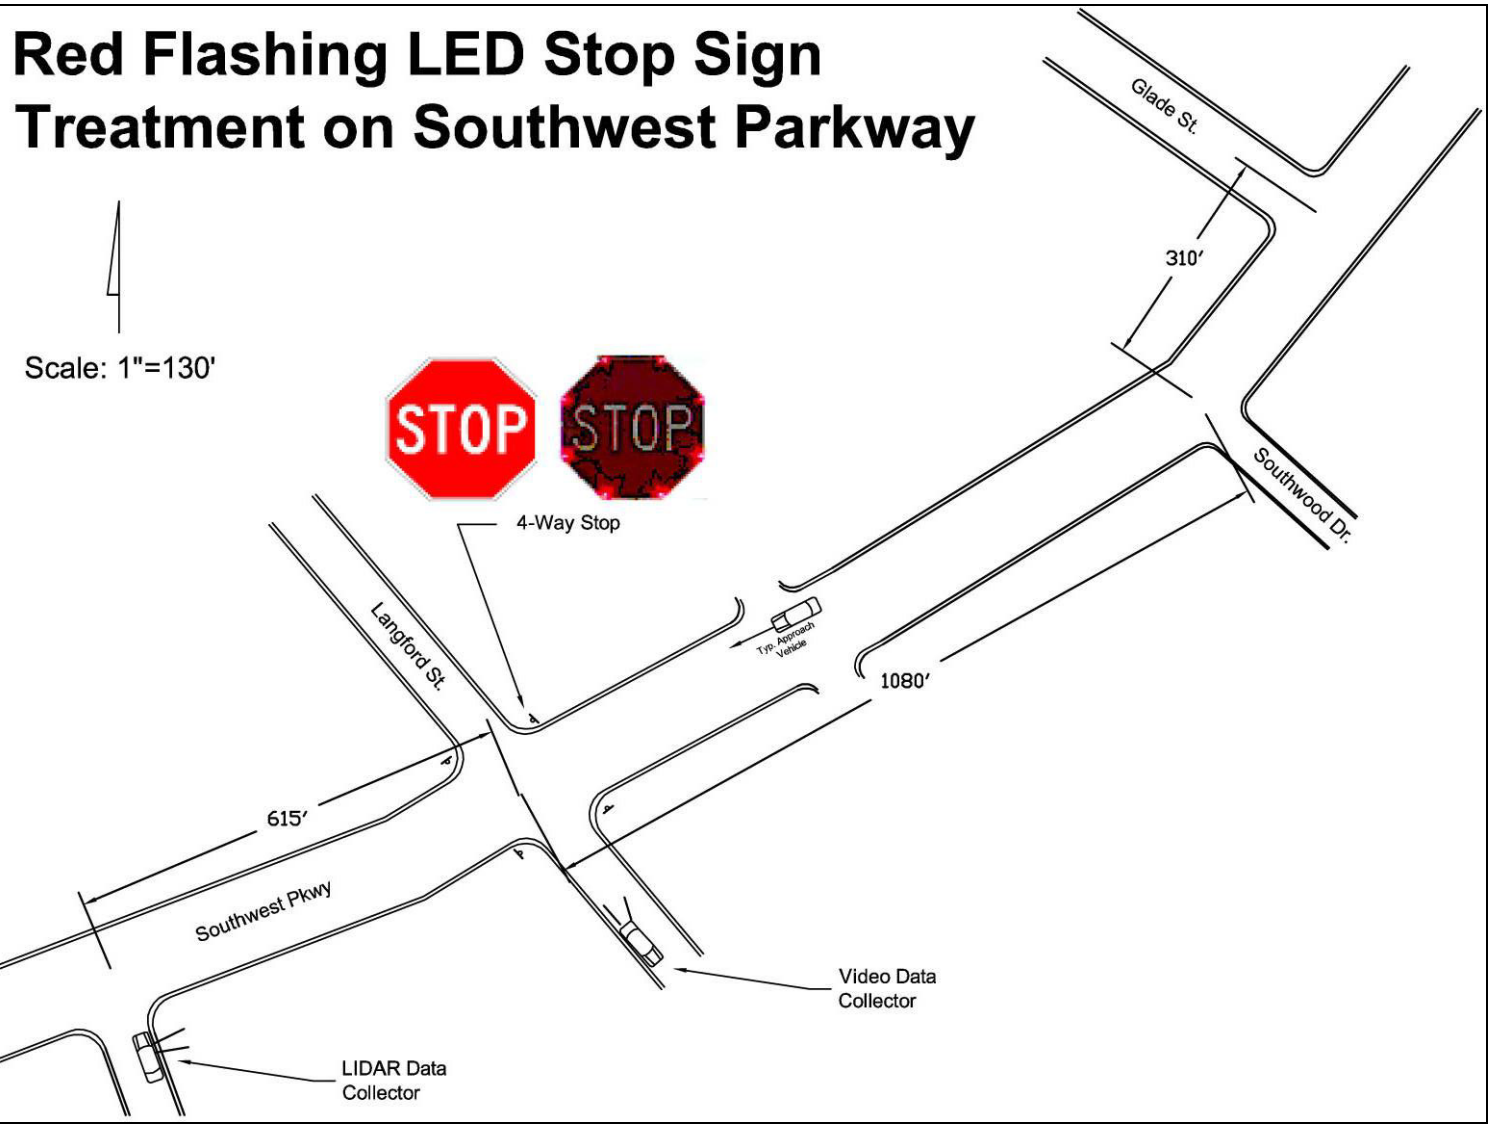 Red Flashing LED Stop Sign
Treatment on Southwest Parkway
Glade St.
310'
Scale: 1"=130'
STOP
STOP
Southwood Dr.
4-Way Stop
Langford St.
Typ. Approach
Vehicle
1080'
615'
Southwest Pkwy
Video Data
Collector
LIDAR Data
Collector